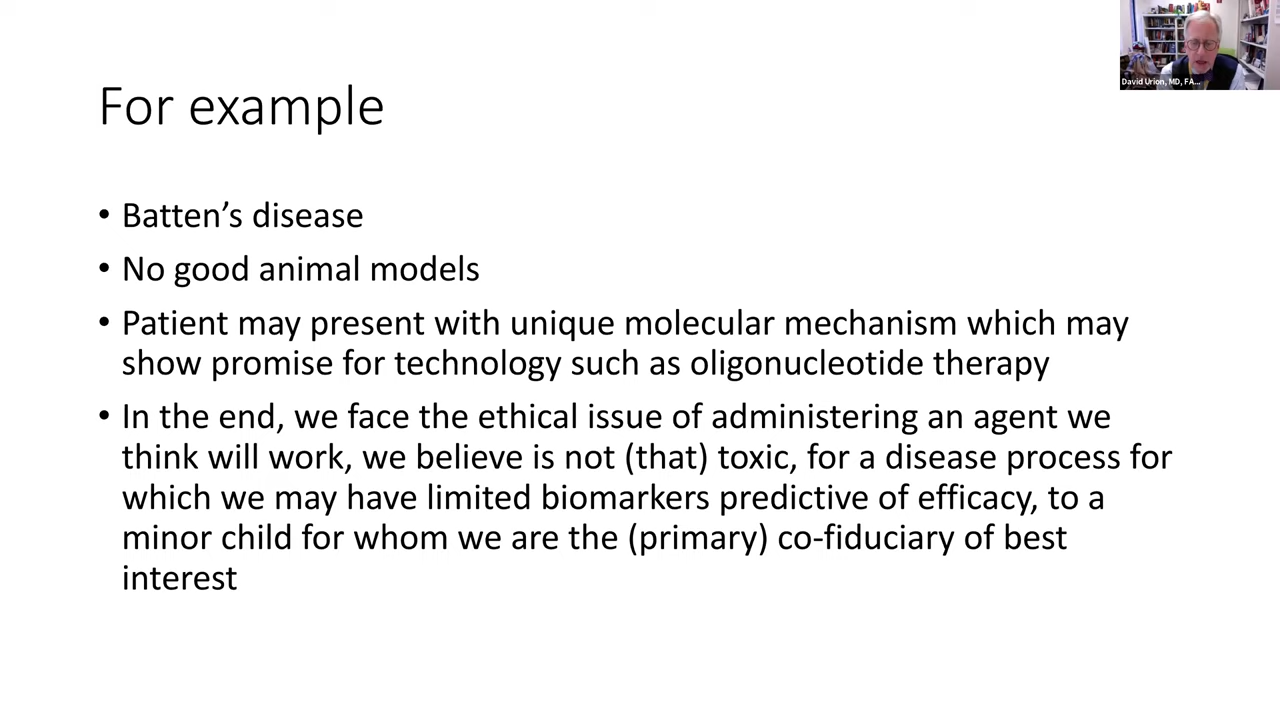 David Urion, MD, FA...
For example
• Batten’s disease
• No good animal models
• Patient may present with unique molecular mechanism which may
show promise for technology such as oligonucleotide therapy
• In the end, we face the ethical issue of administering an agent we
think will work, we believe is not (that) toxic, for a disease process for
which we may have limited biomarkers predictive of efficacy, to a
minor child for whom we are the (primary) co-fiduciary of best
interest